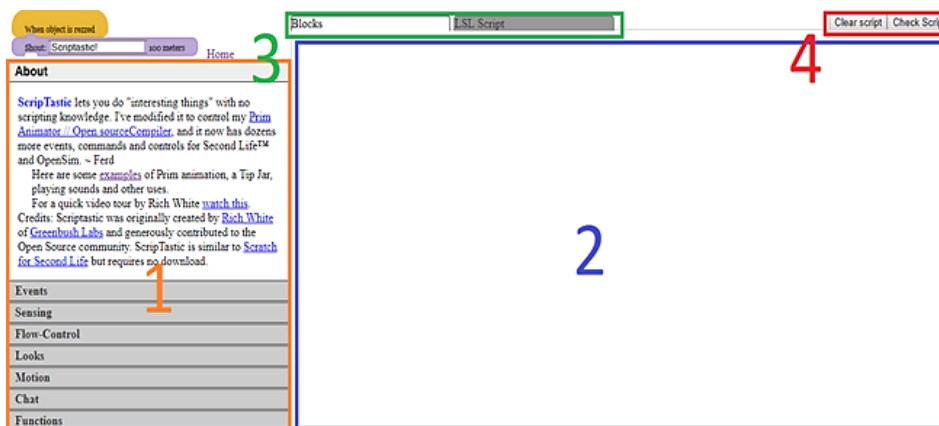 When object is rezzed
Shout: Scriptastic! 100 meters
Home
3
Blocks
LSL Script
Clear script
Check Scrip
4
About
ScripTastic lets you do "interesting things" with no
scripting knowledge. I've modified it to control my Prim
Animator // Open sourceCompiler, and it now has dozens
more events, commands and controls for Second Life™
and OpenSim. ~ Ferd
Here are some examples of Prim animation, a Tip Jar,
playing sounds and other uses.
For a quick video tour by Rich White watch this.
Credits: Scriptastic was originally created by Rich White
of Greenbush Labs and generously contributed to the
Open Source community. ScripTastic is similar to Scratch
for Second Life but requires no download.
1
Events
Sensing
Flow-Control
Looks
Motion
Chat
Functions
2